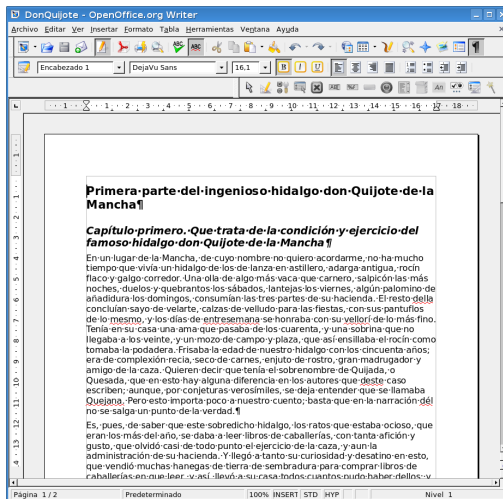 DonQuijote - OpenOffice.org Writer
Archivo Editar Ver Insertar Formato Tabla Herramientas Ventana Ayuda
Encabezado 1 DejaVu Sans 16,1
Primera·parte·del·ingenioso·hidalgo·don·Quijote·de·la
Mancha¶
Capítulo·primero.·Que·trata·de·la·condición·y·ejercicio·del
famoso·hidalgo·don·Quijote·de·la·Mancha¶
En·un·lugar·de·la·Mancha,·de·cuyo·nombre·no·quiero·acordarme,·no·ha·mucho
tiempo·que·vivía·un·hidalgo·de·los·de·lanza·en·astillero,·adarga·antigua,·rocín
flaco·y·galgo·corredor.·Una·olla·de·algo·más·vaca·que·carnero,·salpicón·las·más
noches,·duelos·y·quebrantos·los·sábados,·lantejas·los·viernes,·algún·palomino·de
añadidura·los·domingos,·consumían·las·tres·partes·de·su·hacienda.·El·resto·della
concluían·sayo·de·velarte,·calzas·de·velludo·para·las·fiestas,·con·sus·pantuflos
de·lo·mesmo,·y·los·días·de·entresemana·se·honraba·con·su·vellorí·de·lo·más·fino.
Tenía·en·su·casa·una·ama·que·pasaba·de·los·cuarenta,·y·una·sobrina·que·no
llegaba·a·los·veinte,·y·un·mozo·de·campo·y·plaza,·que·así·ensillaba·el·rocín·como
tomaba·la·podadera.·Frisaba·la·edad·de·nuestro·hidalgo·con·los·cincuenta·años;
era·de·complexión·recia,·seco·de·carnes,·enjuto·de·rostro,·gran·madrugador·y
amigo·de·la·caza.·Quieren·decir·que·tenía·el·sobrenombre·de·Quijada,·o
Quesada,·que·en·esto·hay·alguna·diferencia·en·los·autores·que·deste·caso
escriben;·aunque,·por·conjeturas·verosímiles,·se·deja·entender·que·se·llamaba
Quejana.·Pero·esto·importa·poco·a·nuestro·cuento;·basta·que·en·la·narración·dél
no·se·salga·un·punto·de·la·verdad.¶
Es,·pues,·de·saber·que·este·sobredicho·hidalgo,·los·ratos·que·estaba·ocioso,·que
eran·los·más·del·año,·se·daba·a·leer·libros·de·caballerías,·con·tanta·afición·y
gusto,·que·olvidó·casi·de·todo·punto·el·ejercicio·de·la·caza,·y·aun·la
administración·de·su·hacienda.·Y·llegó·a·tanto·su·curiosidad·y·desatino·en·esto,
que·vendió·muchas·hanegas·de·tierra·de·sembradura·para·comprar·libros·de
caballerías·en·que·leer,·y·así,·llevó·a·su·casa·todos·cuantos·pudo·haber·dellos;·y
Página 1 / 2 Predeterminado 100% INSERT STD HYP Nivel 1